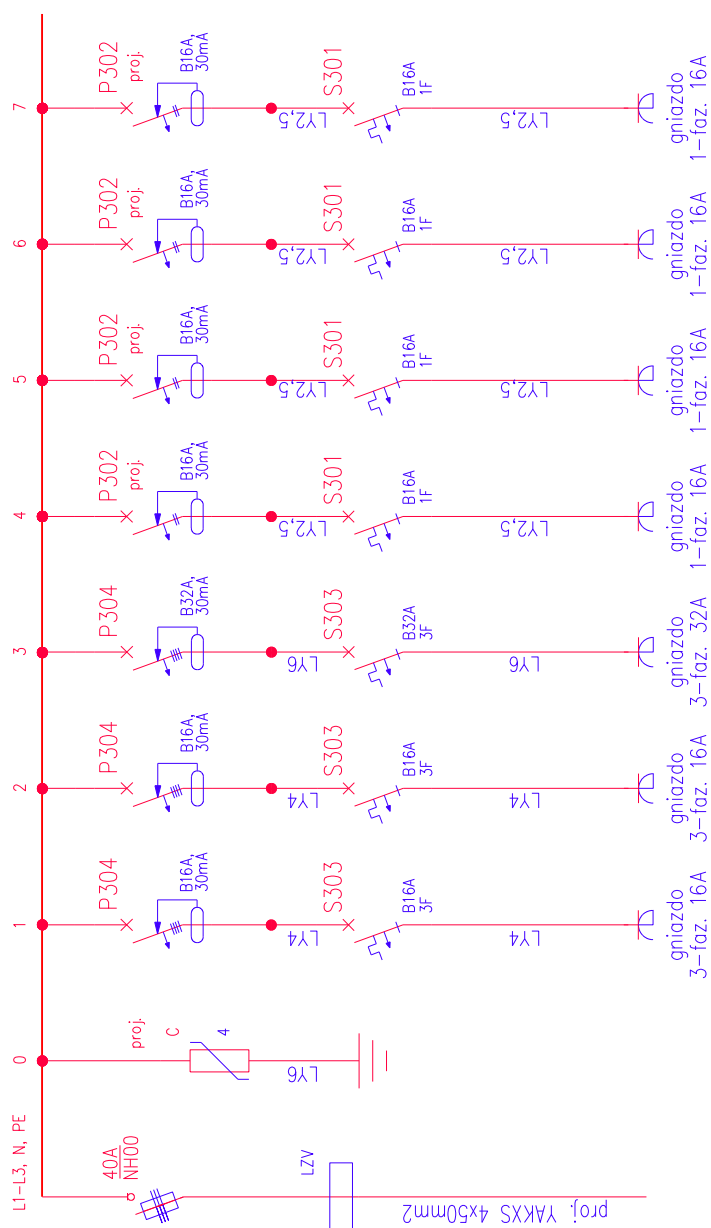 L1-L3, N, PE
40A
NH00
LZV
proj. YAKXS 4x50mm2
0
proj.
C
4
LY6
1
P304
B16A,
30mA
LY4
S303
B16A
3F
LY4
gniazdo
3-faz. 16A
2
P304
B16A,
30mA
LY4
S303
B16A
3F
LY4
gniazdo
3-faz. 16A
3
P304
B32A,
30mA
LY6
S303
B32A
3F
LY6
gniazdo
3-faz. 32A
4
P302
proj.
B16A,
30mA
LY2,5
S301
B16A
1F
LY2,5
gniazdo
1-faz. 16A
5
P302
proj.
B16A,
30mA
LY2,5
S301
B16A
1F
LY2,5
gniazdo
1-faz. 16A
6
P302
proj.
B16A,
30mA
LY2,5
S301
B16A
1F
LY2,5
gniazdo
1-faz. 16A
7
P302
proj.
B16A,
30mA
LY2,5
S301
B16A
1F
LY2,5
gniazdo
1-faz. 16A